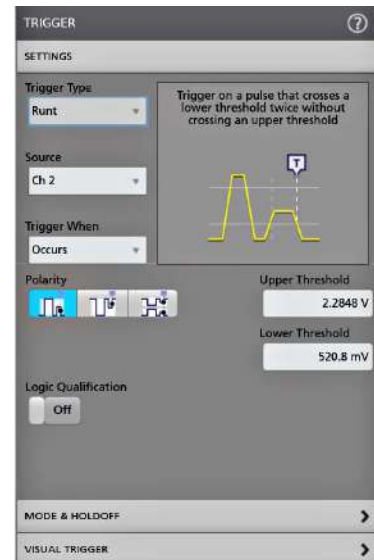 TRIGGER
?
SETTINGS
Trigger Type
Runt
Trigger on a pulse that crosses a
lower threshold twice without
crossing an upper threshold
T
Source
Ch 2
Trigger When
Occurs
Polarity
Upper Threshold
2.2848 V
Lower Threshold
520.8 mV
Logic Qualification
Off
MODE & HOLDOFF
VISUAL TRIGGER